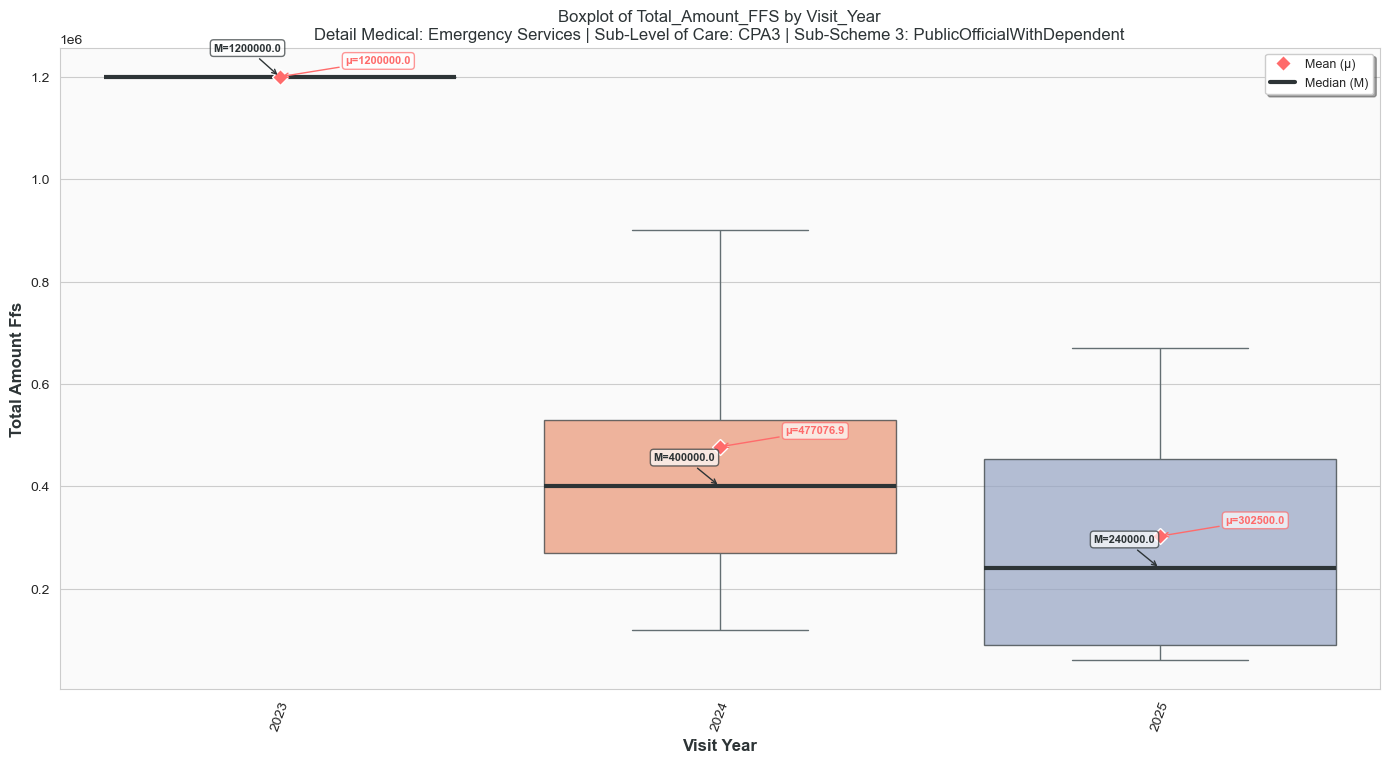 Boxplot of Total_Amount_FFS by Visit_Year
Detail Medical: Emergency Services | Sub-Level of Care: CPA3 | Sub-Scheme 3: PublicOfficialWithDependent
1e6
M=1200000.0
μ=1200000.0
Mean (μ)
Median (M)
1.2
1.0
0.8
0.6
0.4
0.2
Total Amount Ffs
μ=477076.9
M=400000.0
μ=302500.0
M=240000.0
2023
2024
2025
Visit Year